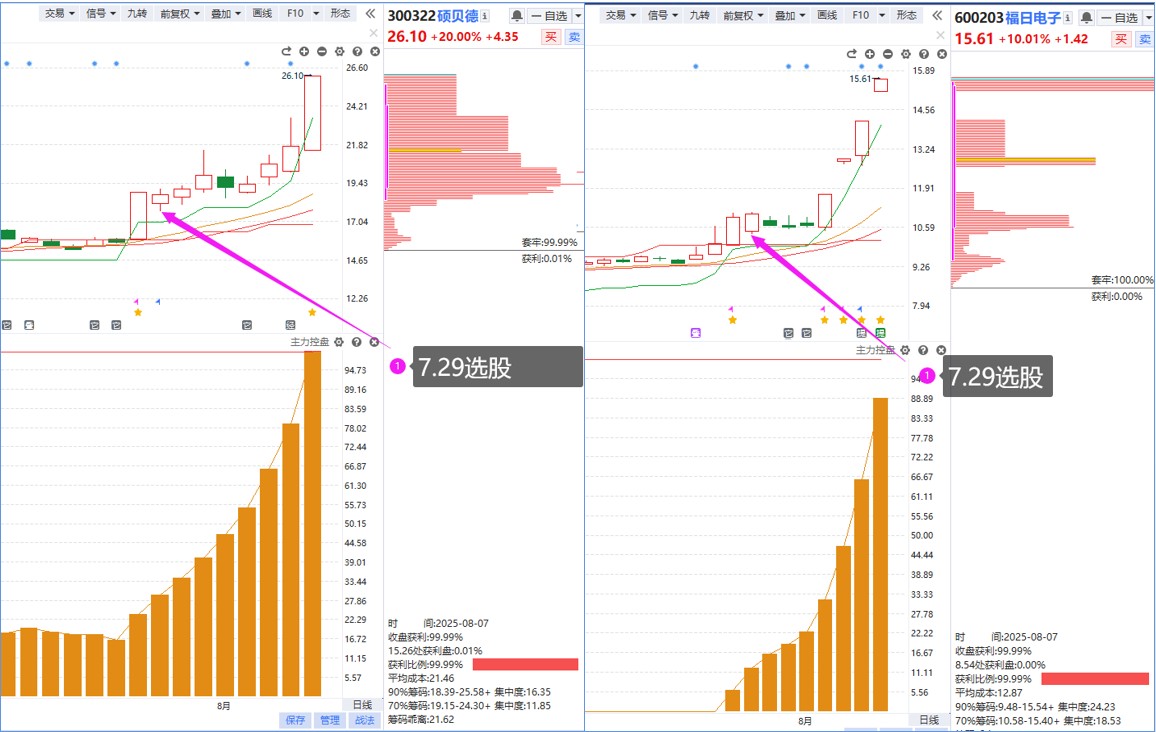 交易 信号 九转 前复权 叠加 画线 F10 形态
300322硕贝德
自选
26.10 +20.00% +4.35
买 卖
26.10
26.60
24.21
21.82
19.43
17.04
14.65
12.26
套牢:99.99%
获利:0.01%
主力控盘
1
7.29选股
94.73
89.16
83.59
78.02
72.44
66.87
61.30
55.73
50.15
44.58
39.01
33.44
27.86
22.29
16.72
11.15
5.57
8月
日线
保存 管理 战法
时 间:2025-08-07
收盘获利:99.99%
15.26处获利盘:0.01%
获利比例:99.99%
平均成本:21.46
90%筹码:18.39-25.58+ 集中度:16.35
70%筹码:19.15-24.30+ 集中度:11.85
筹码乖离:21.62
交易 信号 九转 前复权 叠加 画线 F10 形态
600203福日电子
自选
15.61 +10.01% +1.42
买 卖
15.61
15.89
14.56
13.24
11.91
10.59
9.26
7.94
套牢:100.00%
获利:0.00%
主力控盘
1
7.29选股
88.89
83.33
77.78
72.22
66.67
61.11
55.56
50.00
44.44
38.89
33.33
27.78
22.22
16.67
11.11
5.56
8月
日线
时 间:2025-08-07
收盘获利:99.99%
8.54处获利盘:0.00%
获利比例:99.99%
平均成本:12.87
90%筹码:9.48-15.54+ 集中度:24.23
70%筹码:10.58-15.40+ 集中度:18.53